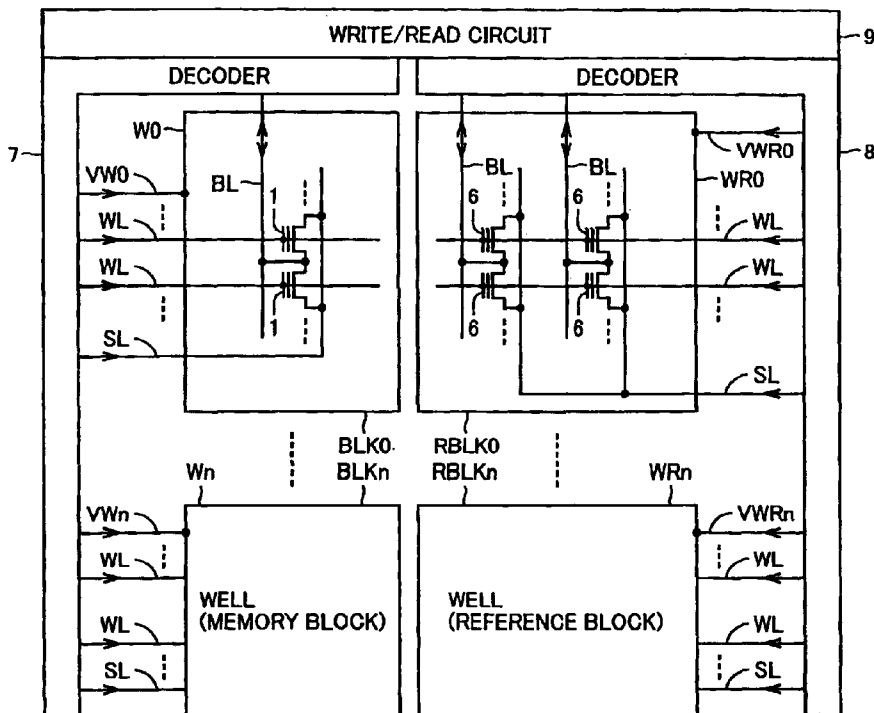 WRITE/READ CIRCUIT
9
DECODER
DECODER
7
8
W0
VW0
BL
1
WL
WL
1
SL
BL
BL
6
6
6
6
VWR0
WR0
WL
WL
SL
BLK0
RBLK0
BLKn
RBLKn
Wn
WRn
VWn
WL
WL
SL
WELL
(MEMORY BLOCK)
WELL
(REFERENCE BLOCK)
VWRn
WL
WL
SL